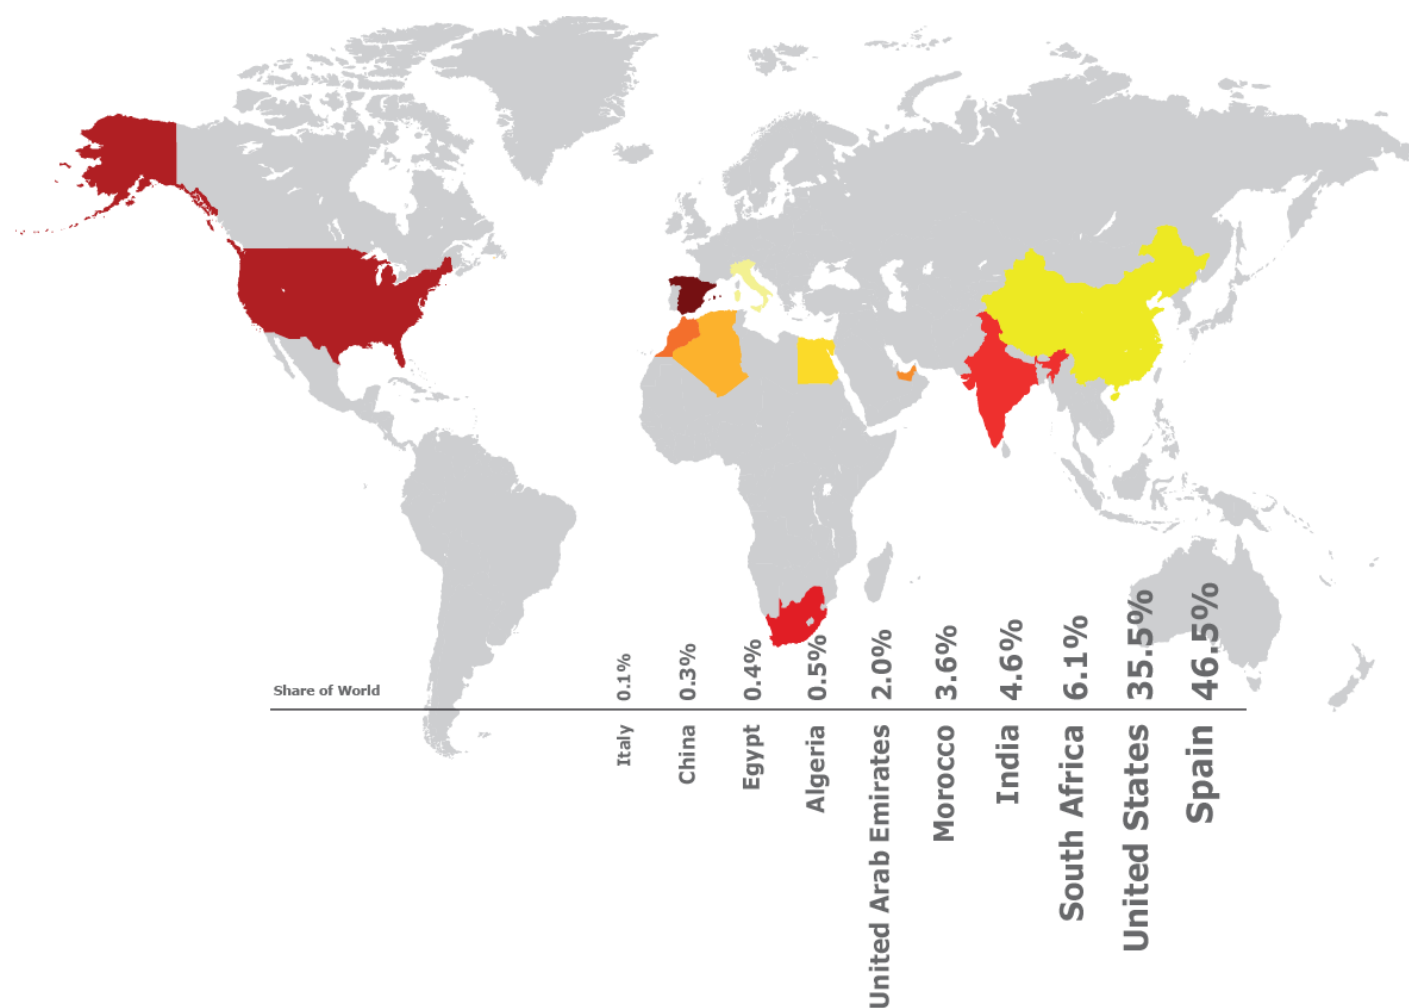 Share of World
0.1%
0.3%
0.4%
0.5%
2.0%
3.6%
4.6%
6.1%
35.5%
46.5%
Italy
China
Egypt
Algeria
United Arab Emirates
Morocco
India
South Africa
United States
Spain